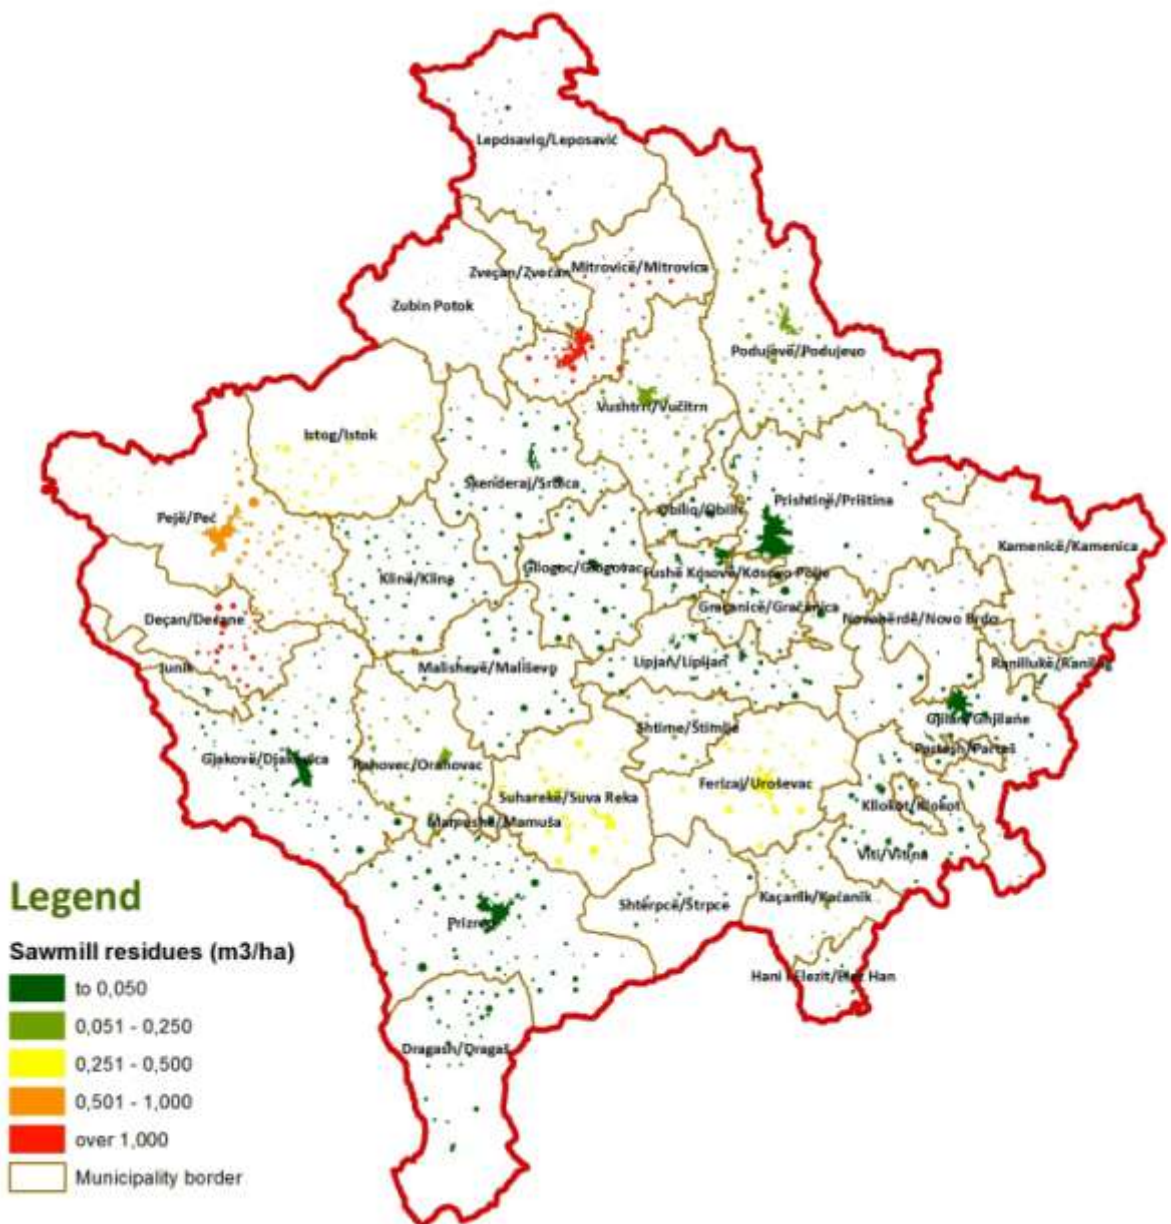 Leposaviq/Leposavić
Zveçan/Zvečan
Mitrovicë/Mitrovica
Zubin Potok
Podujevë/Podujevo
Vushtrri/Vučitrn
Istog/Istok
Skenderaj/Srbica
Obiliq/Obilić
Prishtinë/Priština
Pejë/Peć
Kamenicë/Kamenica
Klinë/Klina
Gllogoc/Glogovac
Fushë Kosovë/Kosovo Polje
Graçanicë/Gračanica
Deçan/Dečane
Novobërdë/Novo Brdo
Junik
Malishevë/Mališevo
Lipjan/Lipljan
Ranillukë/Ranilug
Gjilan/Gnjilane
Shtime/Štimlje
Partesh/Parteš
Gjakovë/Djakovica
Rahovec/Orahovac
Ferizaj/Uroševac
Suharekë/Suva Reka
Kllokot/Klokot
Mamushë/Mamuša
Viti/Vitina
Legend
Kaçanik/Kačanik
Shtërpcë/Štrpce
Prizren
Sawmill residues (m3/ha)
Hani i Elezit/Elez Han
to 0,050
0,051 - 0,250
Dragash/Dragaš
0,251 - 0,500
0,501 - 1,000
over 1,000
Municipality border